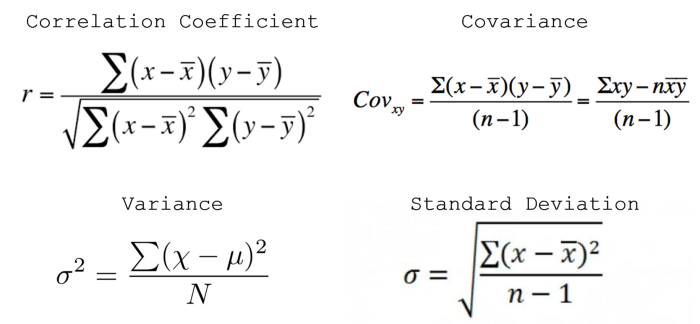 Correlation Coefficient
r = ∑(x−x̅)(y−y̅) / √∑(x−x̅)² ∑(y−y̅)²
Covariance
Cov_xy = Σ(x−x̅)(y−y̅) / (n−1) = Σxy−nx̅y̅ / (n−1)
Variance
σ² = ∑(χ − μ)² / N
Standard Deviation
σ = √Σ(x − x̅)² / n − 1